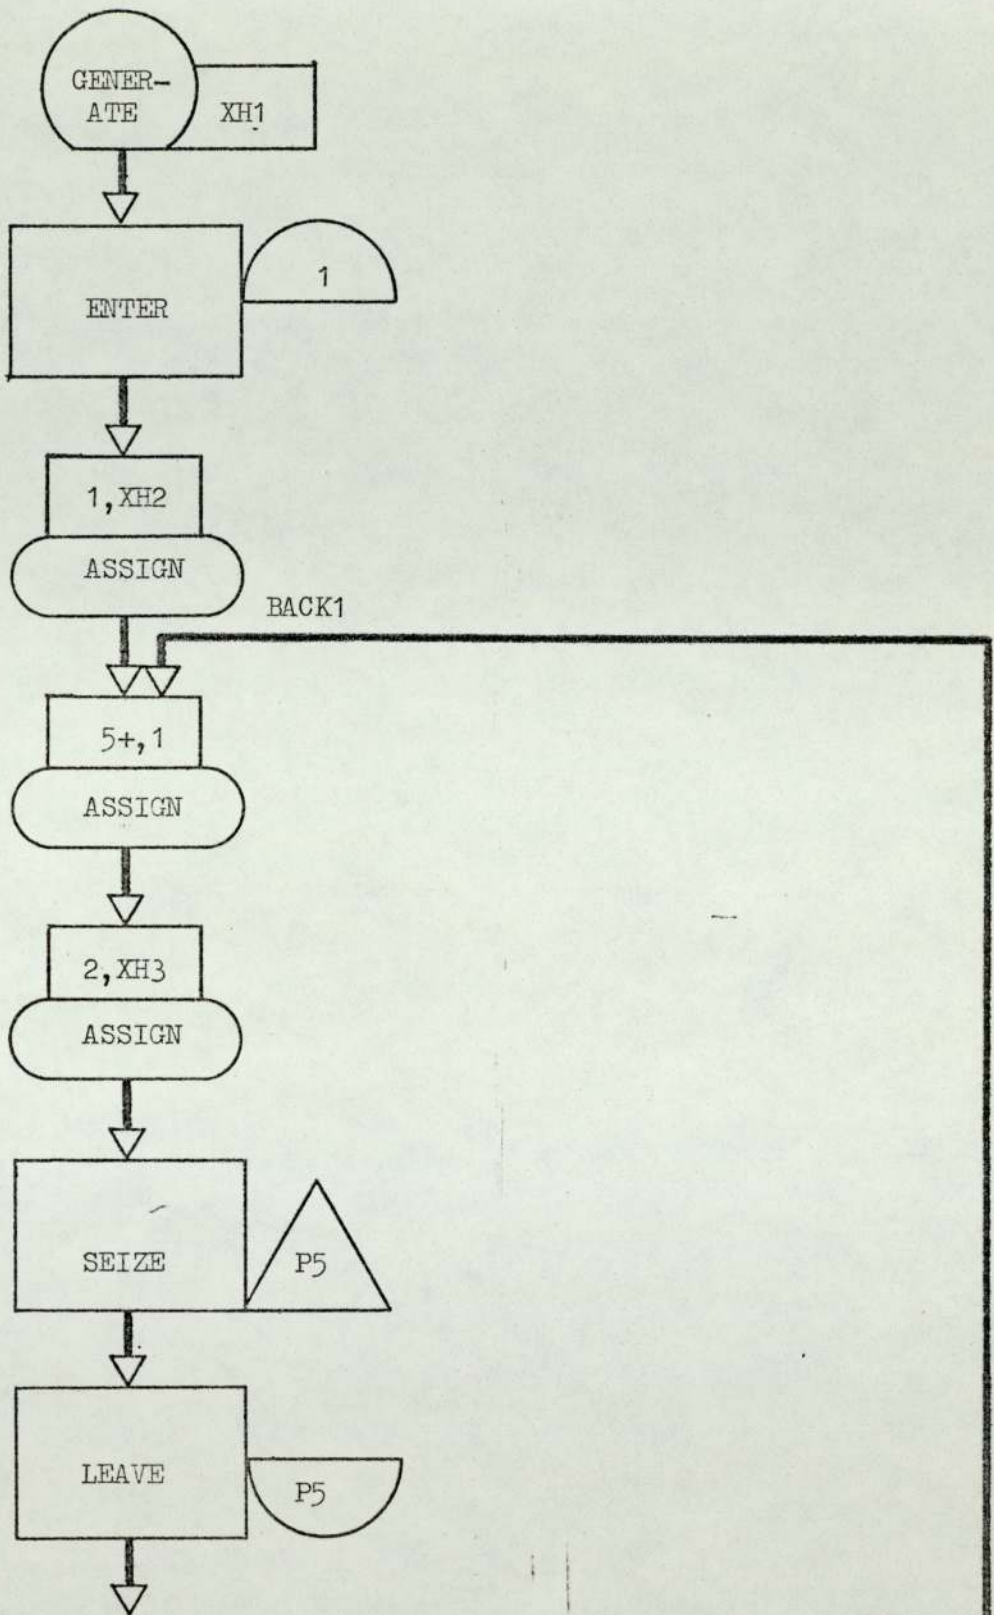 GENER-
ATE
XH1
ENTER
1
1,XH2
ASSIGN
BACK1
5+,1
ASSIGN
2,XH3
ASSIGN
SEIZE
P5
LEAVE
P5